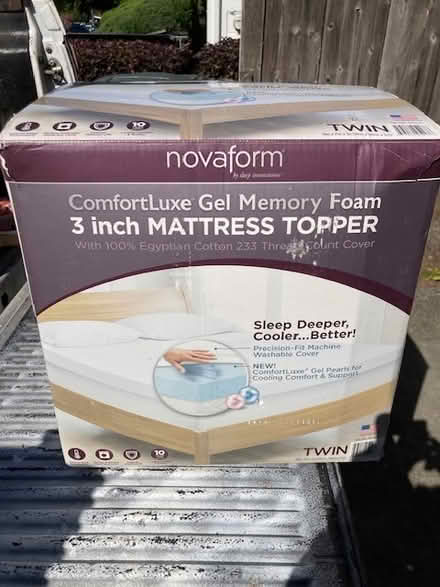 TWIN
novaform
by sleep innovations
ComfortLuxe Gel Memory Foam
3 inch MATTRESS TOPPER
With 100% Egyptian Cotton 233 Thread Count Cover
Sleep Deeper,
Cooler...Better!
Precision-Fit Machine
Washable Cover
NEW!
ComfortLuxe Gel Pearls for
Cooling Comfort & Support
TWIN
10
10